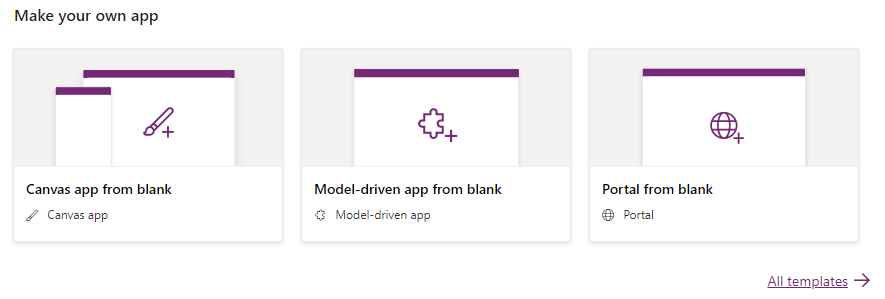 Make your own app
Canvas app from blank
Canvas app
Model-driven app from blank
Model-driven app
Portal from blank
Portal
All templates